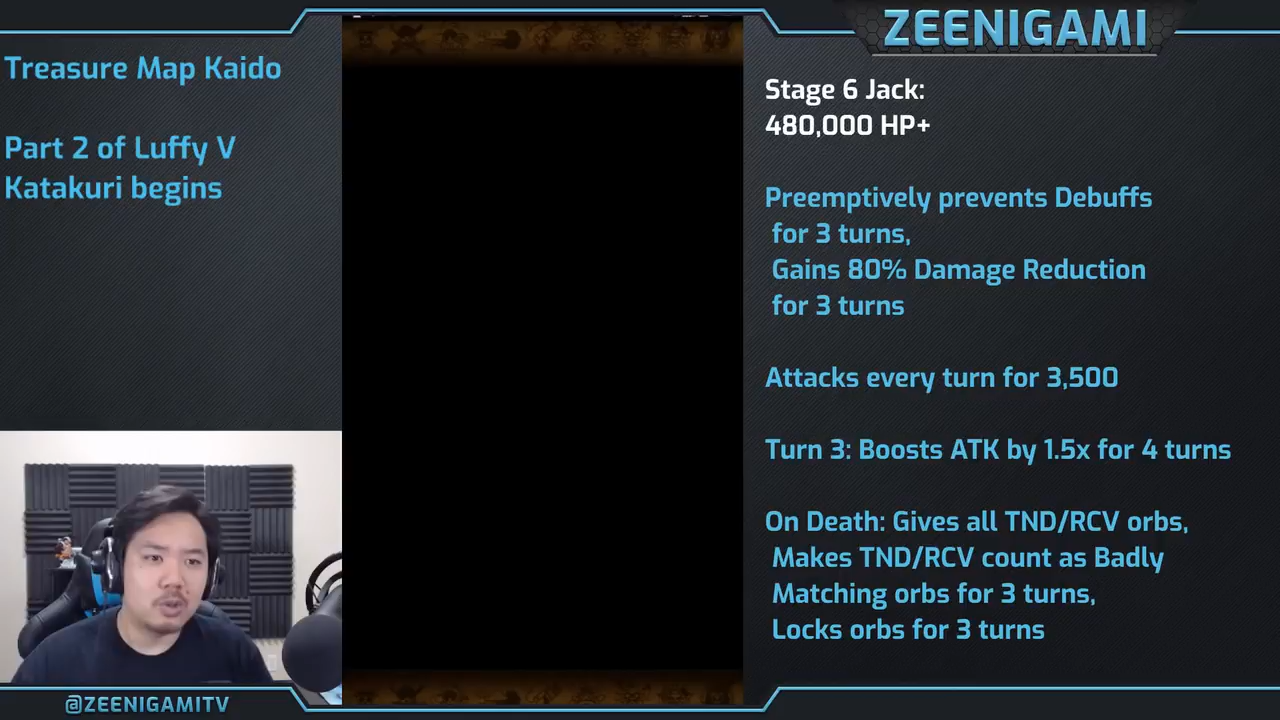 Treasure Map Kaido
Part 2 of Luffy V
Katakuri begins
ZEENIGAMI
Stage 6 Jack:
480,000 HP+
Preemptively prevents Debuffs
for 3 turns,
Gains 80% Damage Reduction
for 3 turns
Attacks every turn for 3,500
Turn 3: Boosts ATK by 1.5x for 4 turns
On Death: Gives all TND/RCV orbs,
Makes TND/RCV count as Badly
Matching orbs for 3 turns,
Locks orbs for 3 turns
@ZEENIGAMITV